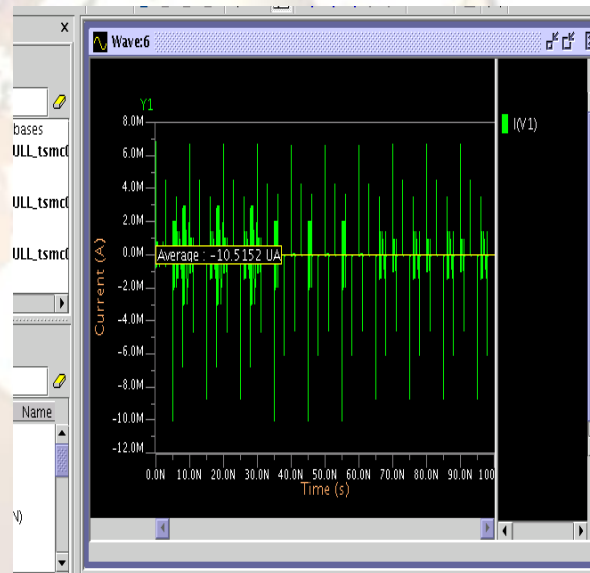 x
Wave:6
bases
ULL_tsmc(
ULL_tsmc(
ULL_tsmc(
Name
Y1
I(V1)
8.0M
6.0M
4.0M
2.0M
0.0M
-2.0M
-4.0M
-6.0M
-8.0M
-10.0M
-12.0M
Current (A)
Average : -10.5152 UA
0.0N 10.0N 20.0N 30.0N 40.0N 50.0N 60.0N 70.0N 80.0N 90.0N 100
Time (s)